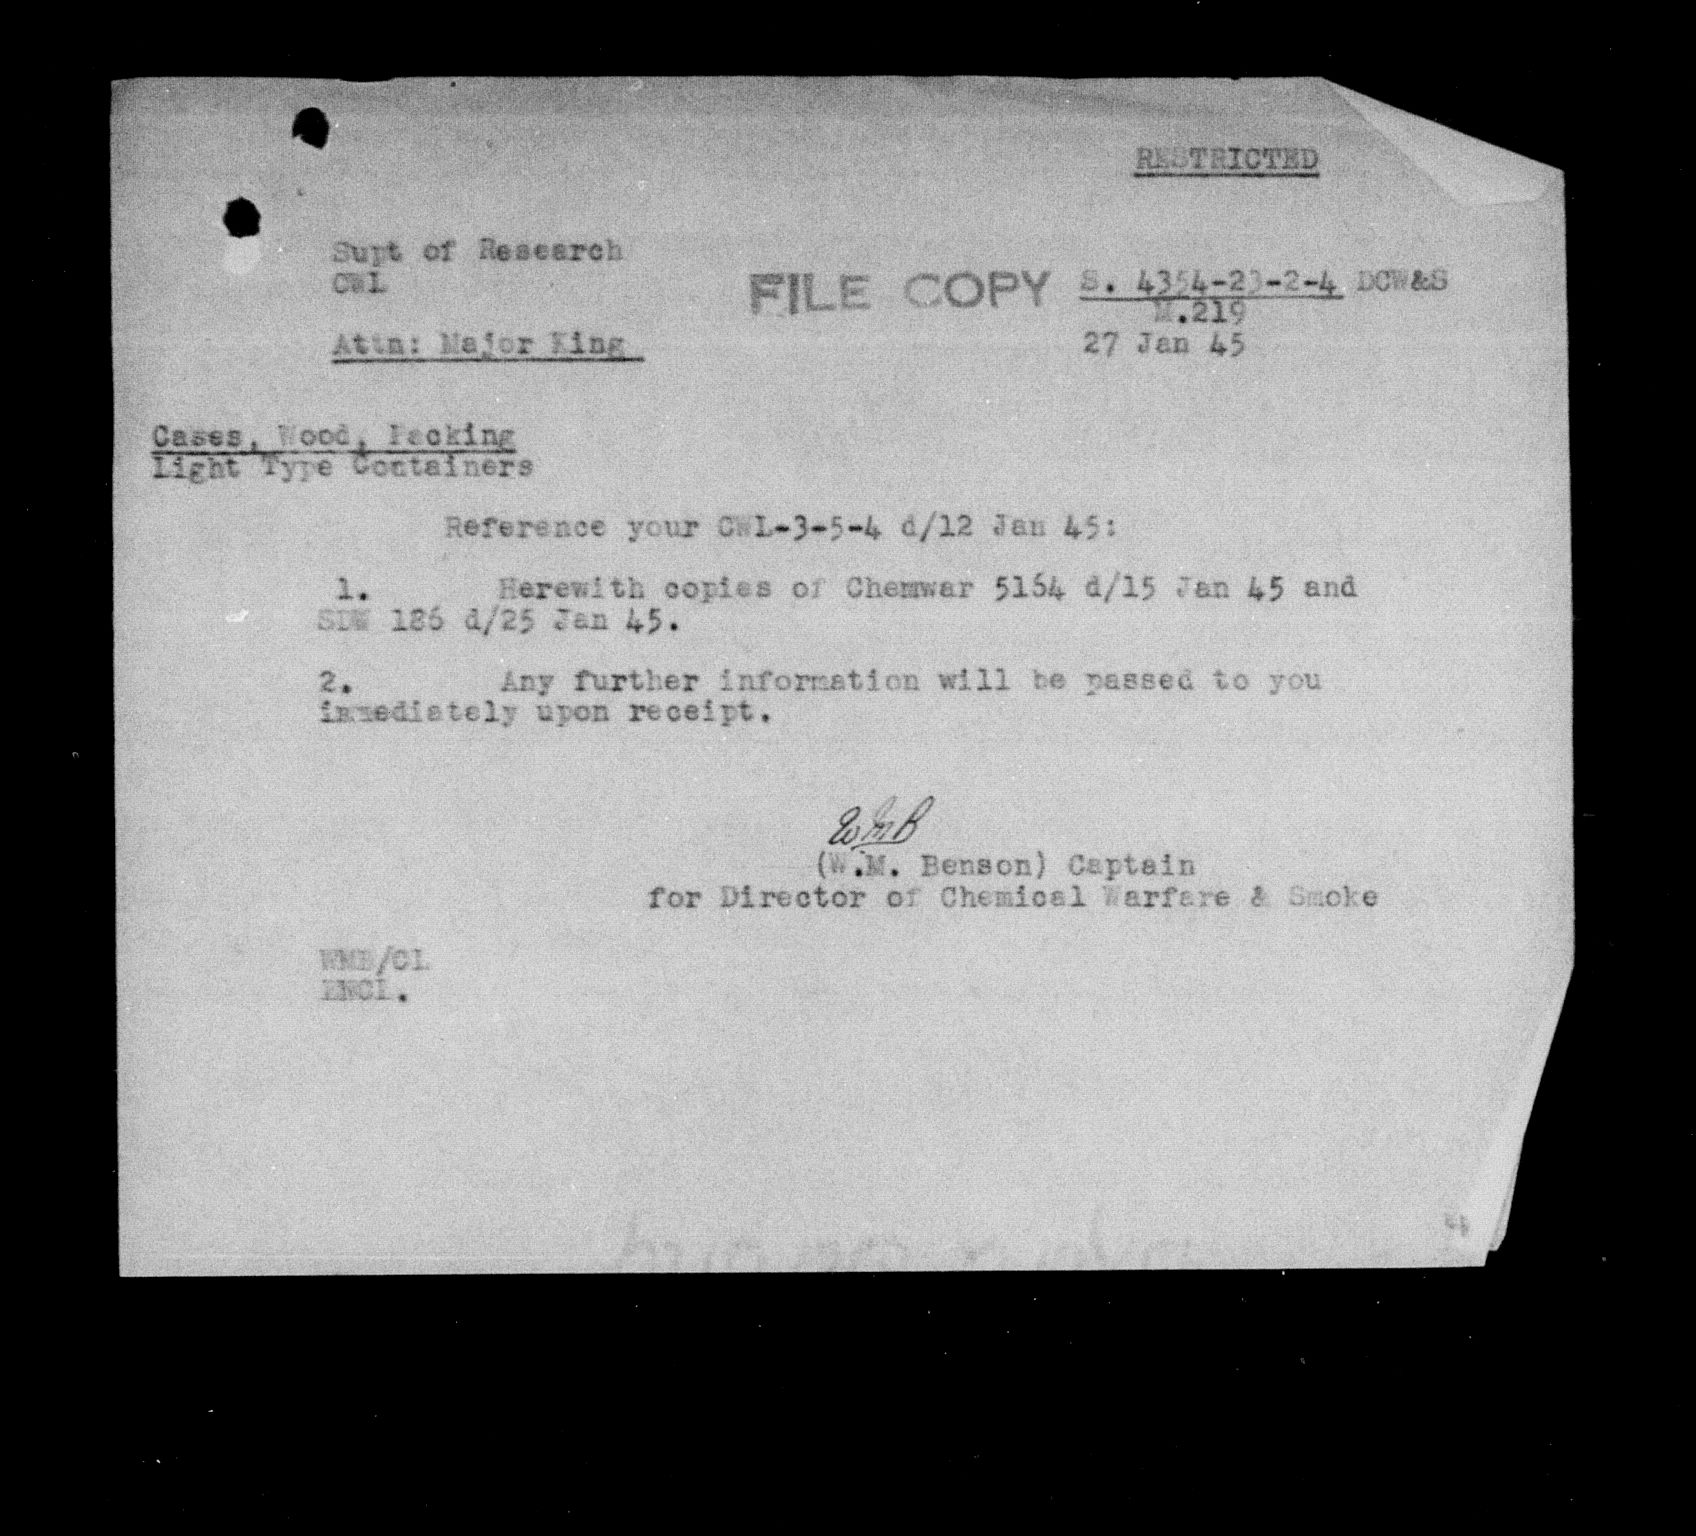 RESTRICTED
Supt of Research
CWL
FILE COPY
S. 4354-23-2-4 DCW&S
M.219
Attn: Major King
27 Jan 45
Cases, Wood, Packing
Light Type Containers
Reference your CWL-3-5-4 d/12 Jan 45:
1. Herewith copies of Chemwar 5164 d/15 Jan 45 and
SDW 186 d/25 Jan 45.
2. Any further information will be passed to you
immediately upon receipt.
WMB
(W.M. Benson) Captain
for Director of Chemical Warfare & Smoke
WMB/CL
ENCL.